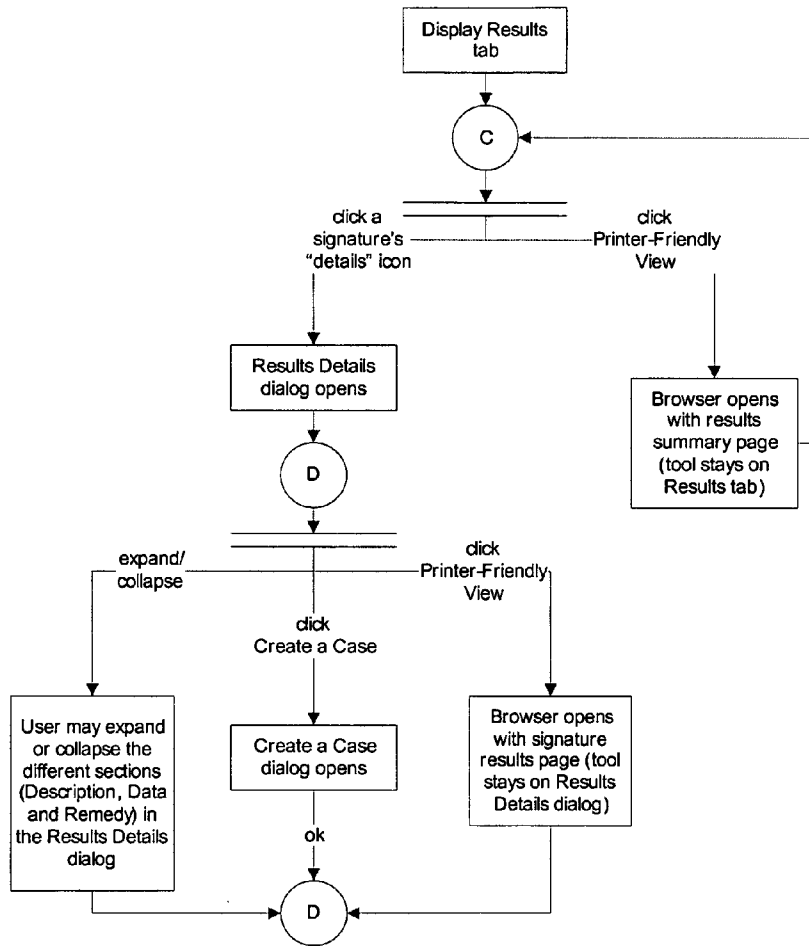 Display Results
tab
C
click a
signature's
"details" icon
click
Printer-Friendly
View
Results Details
dialog opens
Browser opens
with results
summary page
(tool stays on
Results tab)
D
expand/
collapse
click
Printer-Friendly
View
click
Create a Case
User may expand
or collapse the
different sections
(Description, Data
and Remedy) in
the Results Details
dialog
Create a Case
dialog opens
Browser opens
with signature
results page (tool
stays on Results
Details dialog)
ok
D